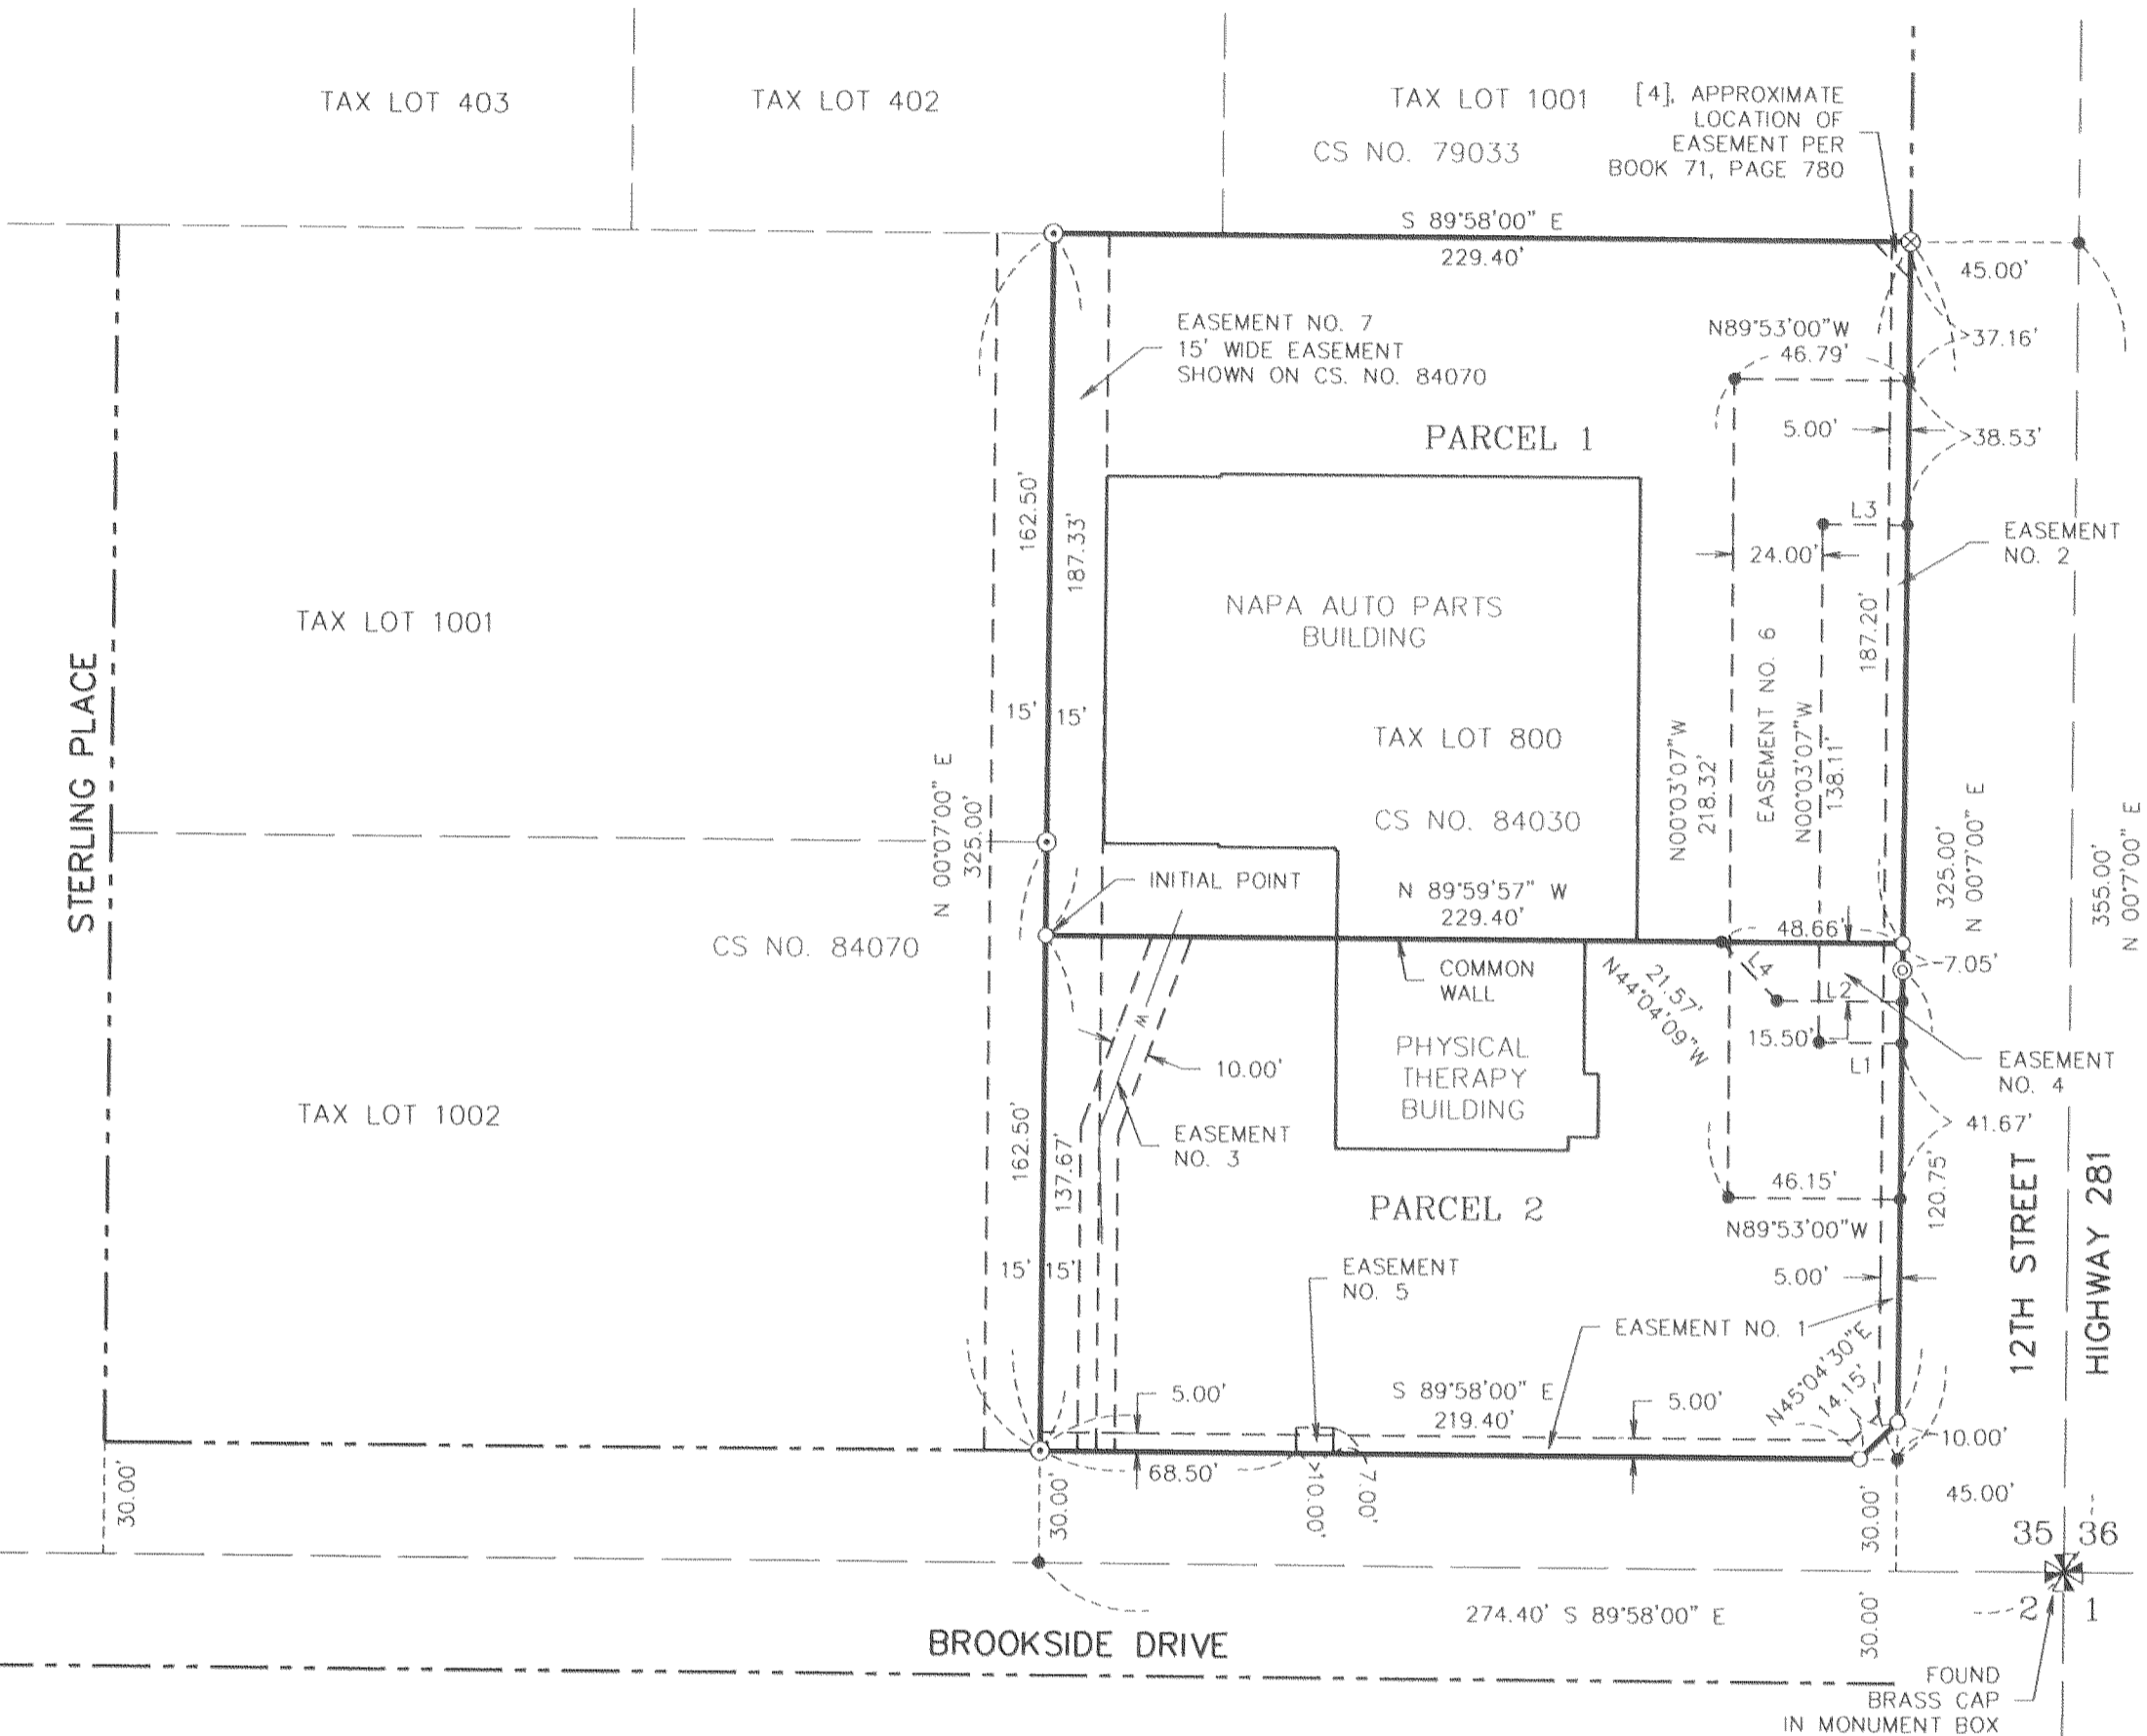 TAX LOT 403
TAX LOT 402
TAX LOT 1001
CS NO. 79033
[4], APPROXIMATE
LOCATION OF
EASEMENT PER
BOOK 71, PAGE 780
S 89°58'00" E
229.40'
45.00'
37.16'
N89°53'00"W
46.79'
EASEMENT NO. 7
15' WIDE EASEMENT
SHOWN ON CS. NO. 84070
5.00'
38.53'
PARCEL 1
162.50'
187.33'
L3
24.00'
EASEMENT
NO. 2
NAPA AUTO PARTS
BUILDING
TAX LOT 1001
187.20'
EASEMENT NO. 6
STERLING PLACE
15'
15'
TAX LOT 800
N00°03'07"W
218.32'
N00°03'07"W
138.11'
N 00°07'00" E
325.00'
CS NO. 84030
325.00'
N 00°7'00" E
355.00'
N 00°7'00" E
INITIAL POINT
N 89°59'57" W
229.40'
48.66'
CS NO. 84070
COMMON
WALL
L4
7.05'
21.57'
N44°04'09"W
L2
15.50'
L1
W
10.00'
PHYSICAL
THERAPY
BUILDING
EASEMENT
NO. 4
TAX LOT 1002
162.50'
137.67'
EASEMENT
NO. 3
41.67'
46.15'
N89°53'00"W
120.75'
PARCEL 2
12TH STREET
HIGHWAY 281
15'
15'
EASEMENT
NO. 5
5.00'
EASEMENT NO. 1
N45°04'30"E
14.15'
5.00'
S 89°58'00" E
219.40'
5.00'
10.00'
68.50'
10.00'
7.00'
30.00'
30.00'
30.00'
45.00'
35
36
2
1
274.40' S 89°58'00" E
30.00'
BROOKSIDE DRIVE
FOUND
BRASS CAP
IN MONUMENT BOX